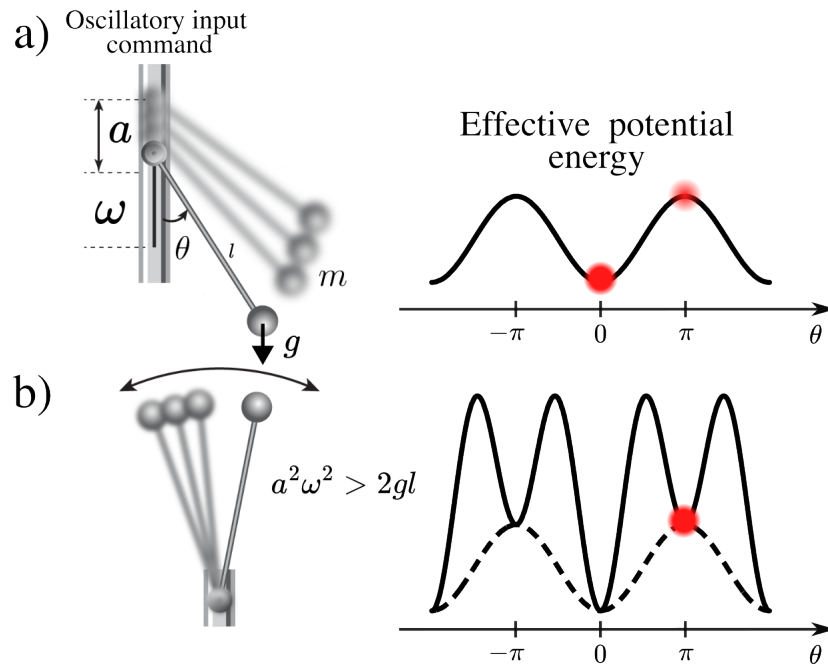 a)
Oscillatory input
command
a
ω
θ
l
m
g
Effective potential
energy
−π 0 π θ
b)
a²ω² > 2gl
−π 0 π θ